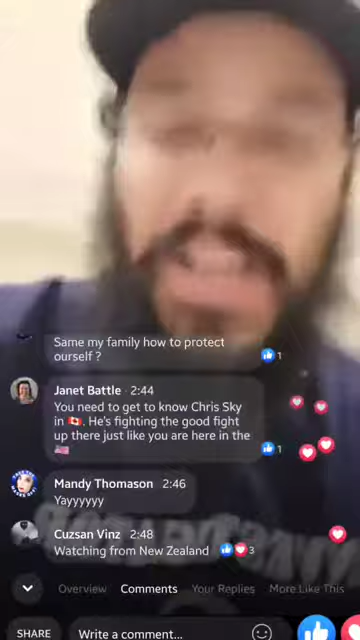 Same my family how to protect
ourself ?
1
Janet Battle · 2:44
You need to get to know Chris Sky
in 🇨🇦. He's fighting the good fight
up there just like you are here in the
🇺🇸
1
Mandy Thomason · 2:46
Yayyyyyy
Cuzsan Vinz · 2:48
Watching from New Zealand
3
Overview Comments Your Replies More Like This
SHARE
Write a comment...